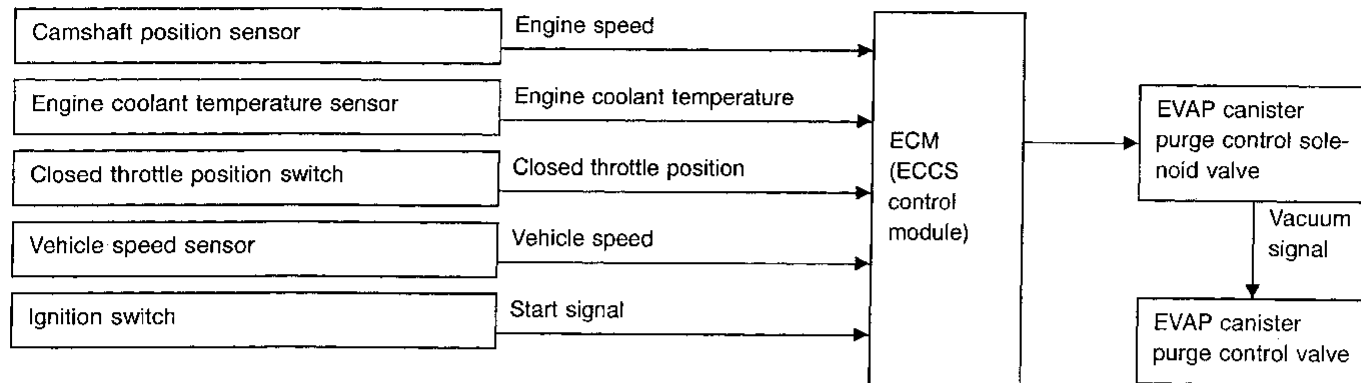 Camshaft position sensor
Engine speed
Engine coolant temperature sensor
Engine coolant temperature
Closed throttle position switch
Closed throttle position
Vehicle speed sensor
Vehicle speed
Ignition switch
Start signal
ECM
(ECCS
control
module)
EVAP canister
purge control sole-
noid valve
Vacuum
signal
EVAP canister
purge control valve